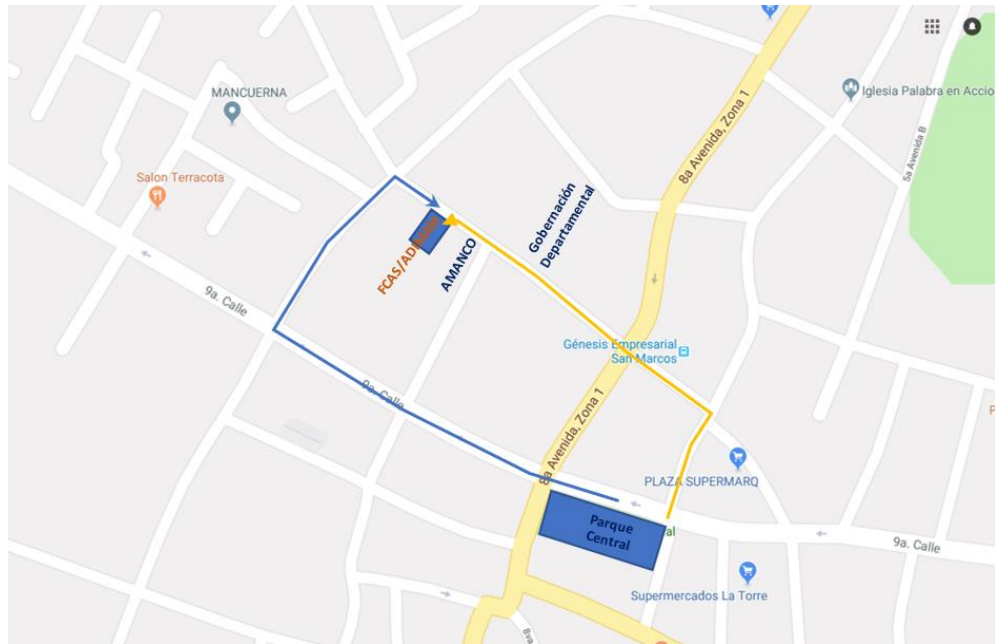 MANCUERNA
Iglesia Palabra en Accio
Salon Terracota
8a Avenida, Zona 1
5a Avenida B
Gobernación
Departamental
FCAS/
AMANCO
9a. Calle
Génesis Empresarial
San Marcos
9a. Calle
8a Avenida, Zona 1
PLAZA SUPERMARQ
Parque
Central
al
9a. Calle
Supermercados La Torre
8va